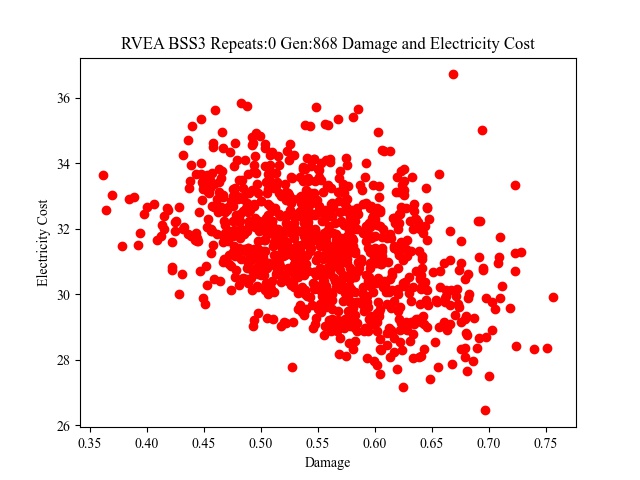 RVEA BSS3 Repeats:0 Gen:868 Damage and Electricity Cost
36
34
32
30
28
26
Electricity Cost
0.35 0.40 0.45 0.50 0.55 0.60 0.65 0.70 0.75
Damage